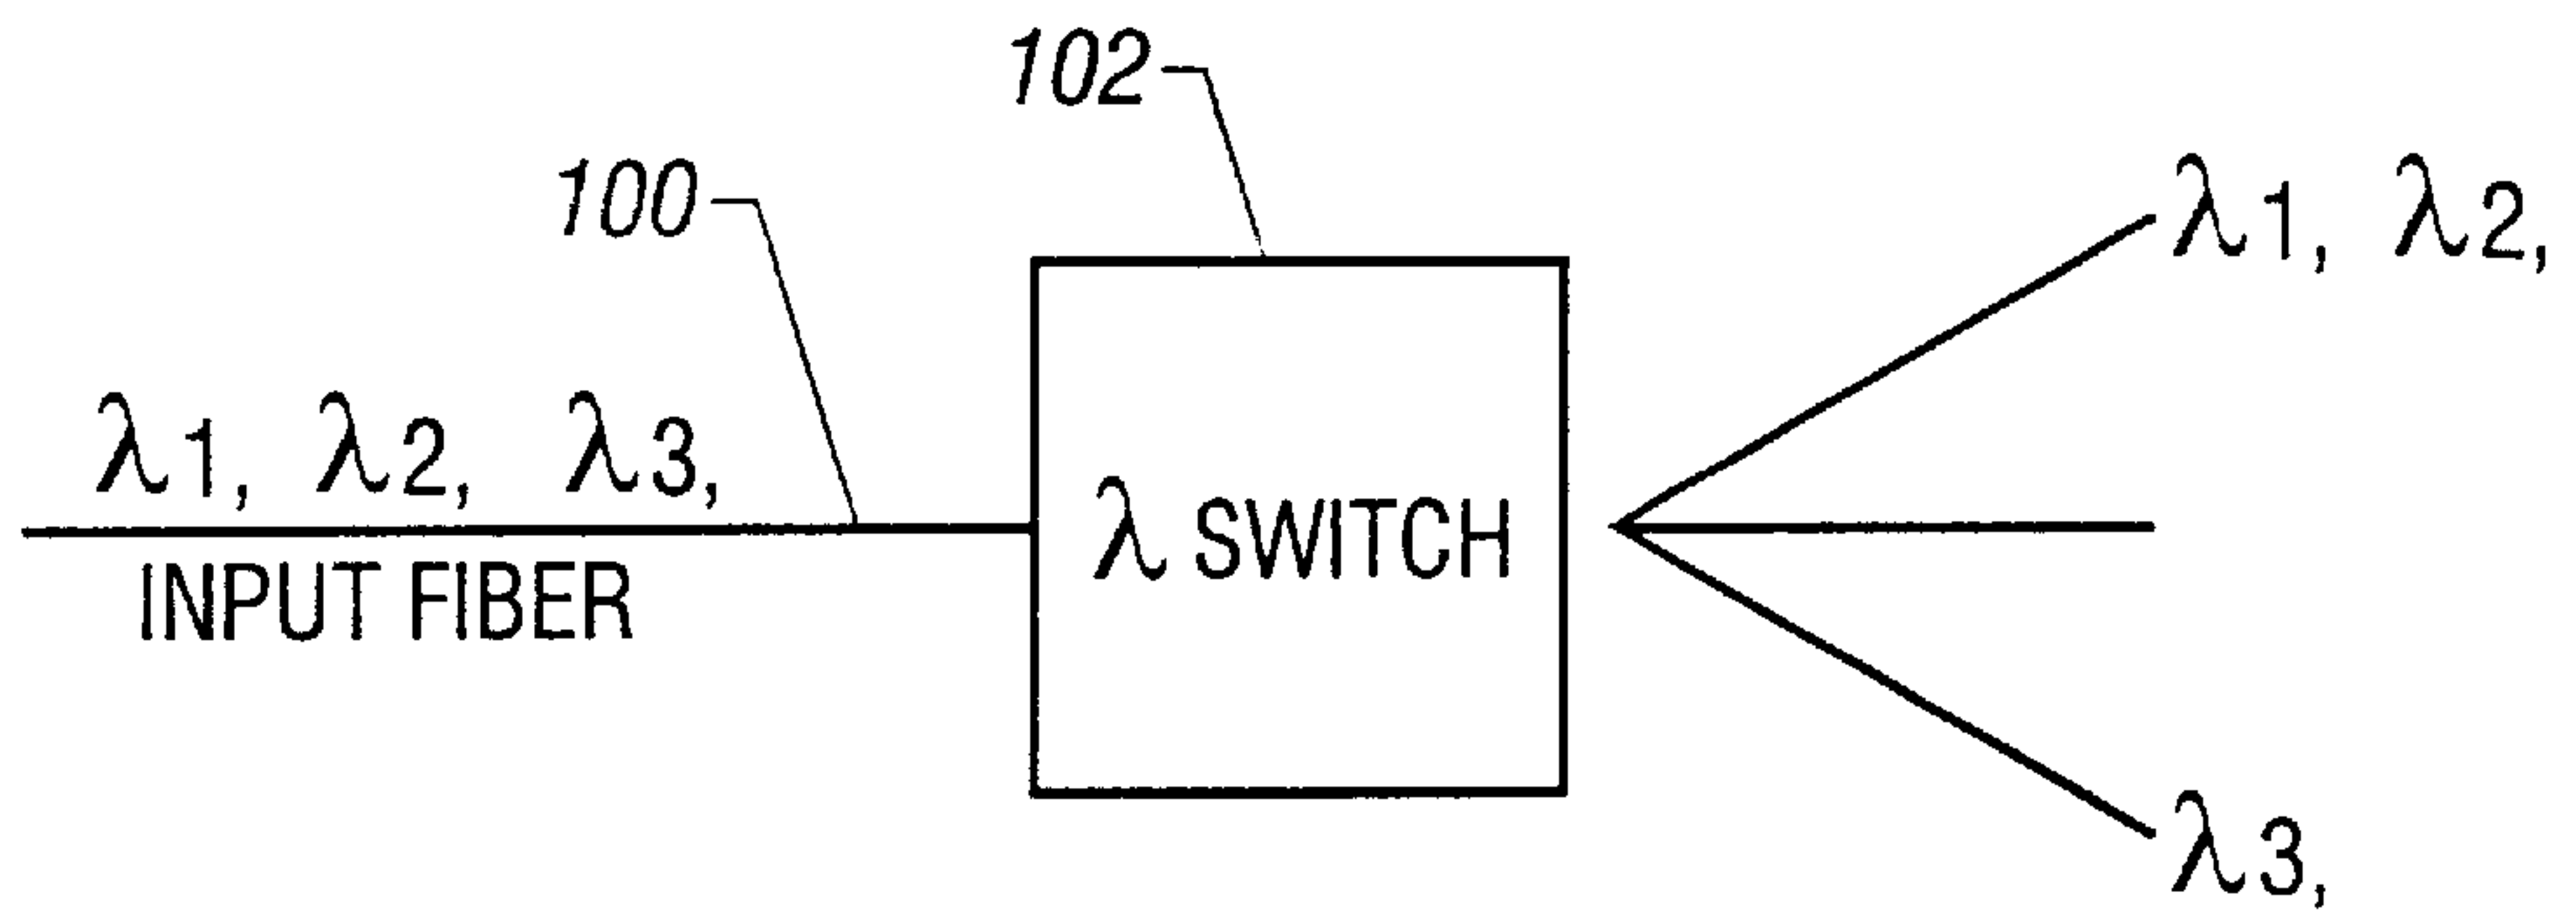 102
100
λ1, λ2,
λ1, λ2, λ3,
λ SWITCH
INPUT FIBER
λ3,